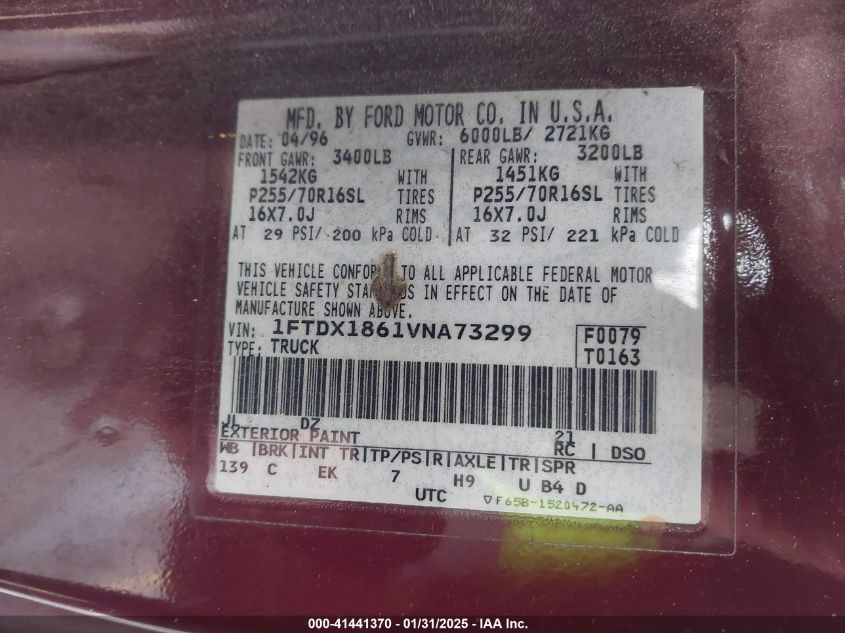 MFD. BY FORD MOTOR CO. IN U.S.A.
DATE: 04/96 GVWR: 6000LB/ 2721KG
FRONT GAWR: 3400LB REAR GAWR: 3200LB
1542KG WITH 1451KG WITH
P255/70R16SL TIRES P255/70R16SL TIRES
16X7.0J RIMS 16X7.0J RIMS
AT 29 PSI/ 200 kPa COLD AT 32 PSI/ 221 kPa COLD
THIS VEHICLE TO ALL APPLICABLE FEDERAL MOTOR
VEHICLE SAFETY IN EFFECT ON THE DATE OF
MANUFACTURE SHOWN ABOVE.
VIN: 1FTDX1861VNA73299 F0079
TYPE: TRUCK T0163
JL DZ 21
EXTERIOR PAINT RC DSO
WB BRK INT TR TP/PS R AXLE TR SPR
139 C EK 7 H9 U B4 D
UTC ▽F65B-1520472-AA
000-41441370 / 01/31/2025 - IAA Inc.